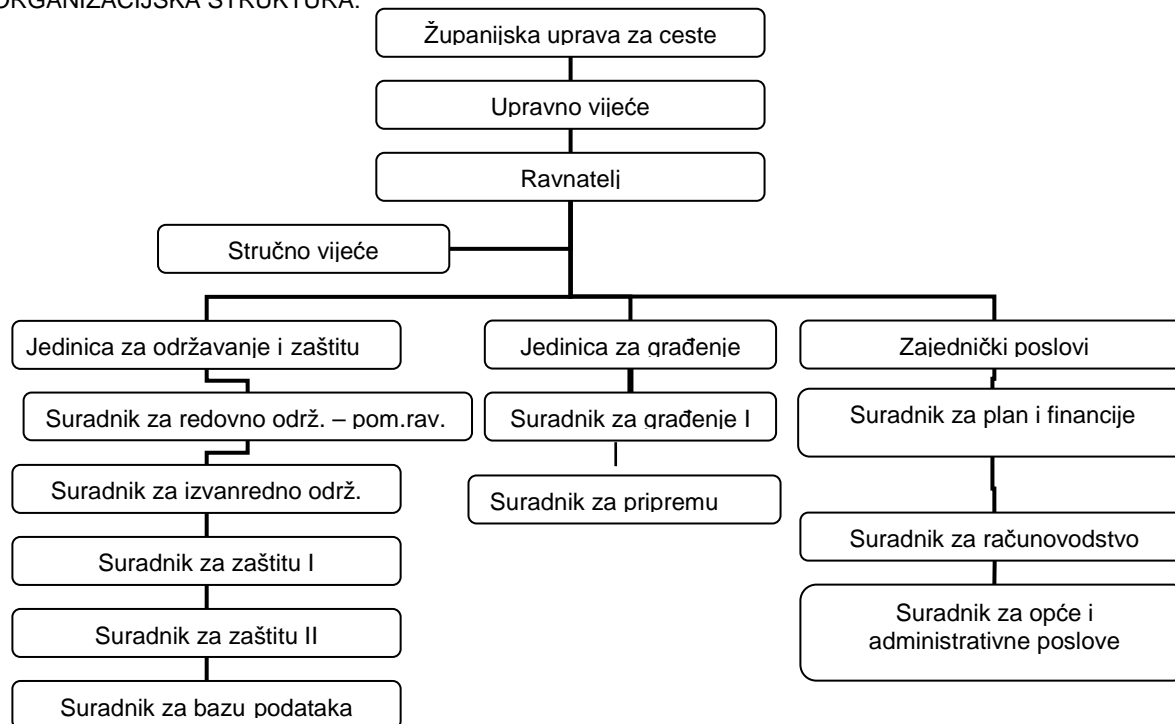 ORGANIZACIJSKA STRUKTURA:
Županijska uprava za ceste
Upravno vijeće
Ravnatelj
Stručno vijeće
Jedinica za održavanje i zaštitu
Suradnik za redovno održ. – pom.rav.
Suradnik za izvanredno održ.
Suradnik za zaštitu I
Suradnik za zaštitu II
Suradnik za bazu podataka
Jedinica za građenje
Suradnik za građenje I
Suradnik za pripremu
Zajednički poslovi
Suradnik za plan i financije
Suradnik za računovodstvo
Suradnik za opće i
administrativne poslove